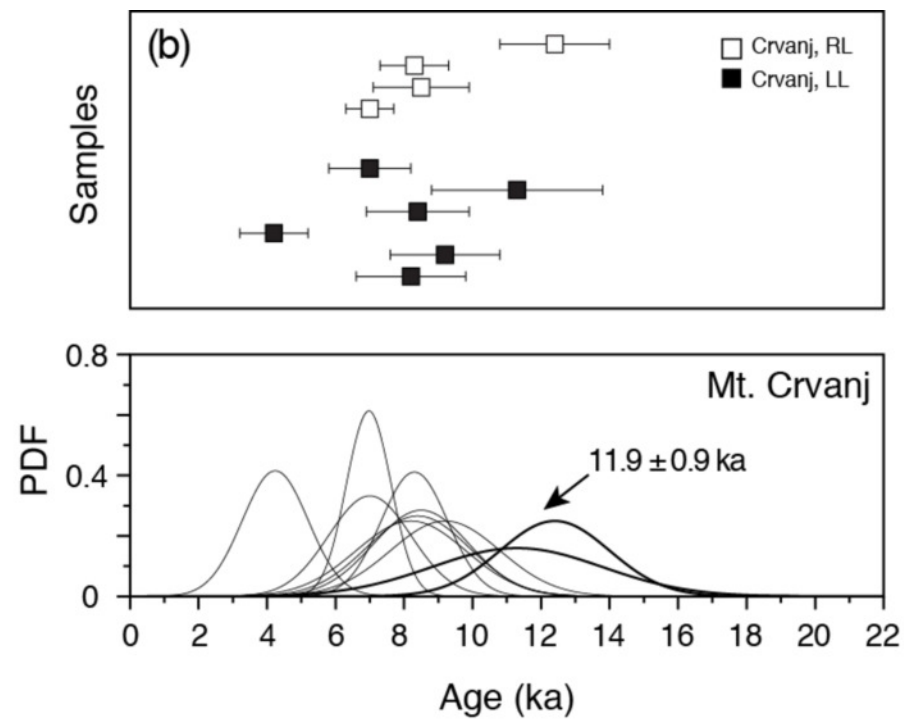 (b)
Crvanj, RL
Crvanj, LL
Samples
0.8
0.4
0
PDF
Mt. Crvanj
11.9 ± 0.9 ka
0 2 4 6 8 10 12 14 16 18 20 22
Age (ka)